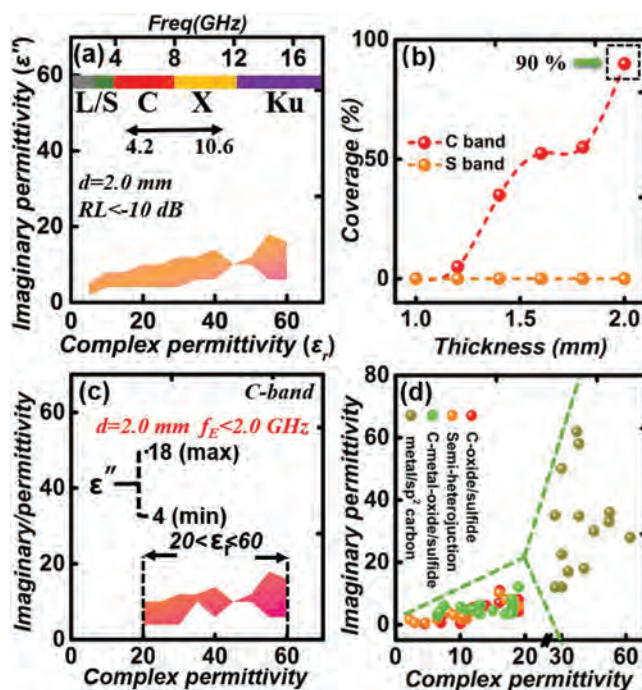 Freq(GHz)
4 8 12 16
(a)
L/S C X Ku
4.2 10.6
d=2.0 mm
RL<-10 dB
60
40
20
0
Imaginary permittivity (ε'')
0 20 40 60 80
Complex permittivity (εr)
(b)
90 %
C band
S band
100
50
0
Coverage (%)
1.0 1.5 2.0
Thickness (mm)
(c)
C-band
d=2.0 mm fE<2.0 GHz
18 (max)
ε''
4 (min)
20<εr<60
60
40
20
0
Imaginary/permittivity
0 20 40 60 80
Complex permittivity
(d)
metal/sp² carbon
C-metal-oxide/sulfide
Semi-heterojuction
C-oxide/sulfide
80
60
40
20
0
Imaginary permittivity
0 10 20 30 45 60
Complex permittivity